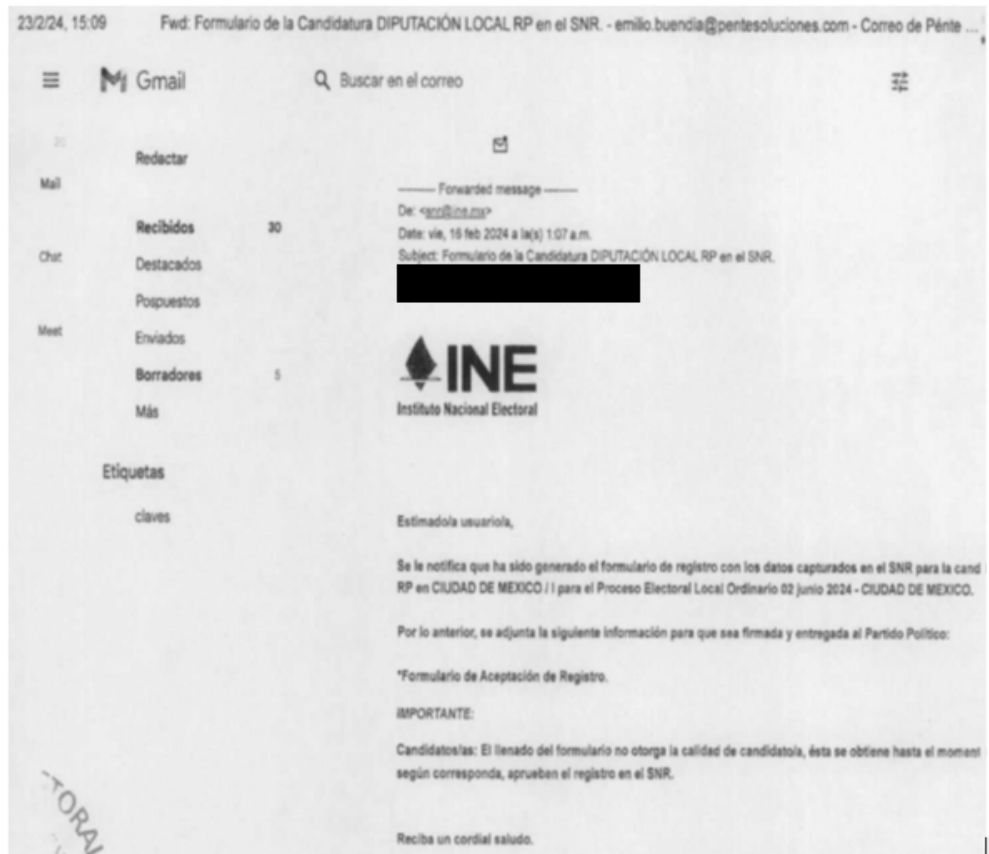 23/2/24, 15:09 Fwd: Formulario de la Candidatura DIPUTACIÓN LOCAL RP en el SNR. - emilio.buendia@pentesoluciones.com - Correo de Pénte ...
Gmail
Buscar en el correo
Redactar
Mail
Recibidos 30
Chat
Destacados
Pospuestos
Meet
Enviados
Borradores 5
Más
Etiquetas
claves
---------- Forwarded message ----------
De: <snr@ine.mx>
Date: vie, 16 feb 2024 a la(s) 1:07 a.m.
Subject: Formulario de la Candidatura DIPUTACIÓN LOCAL RP en el SNR.
INE
Instituto Nacional Electoral
Estimado/a usuario/a,
Se le notifica que ha sido generado el formulario de registro con los datos capturados en el SNR para la cand
RP en CIUDAD DE MEXICO / I para el Proceso Electoral Local Ordinario 02 junio 2024 - CIUDAD DE MEXICO.
Por lo anterior, se adjunta la siguiente información para que sea firmada y entregada al Partido Político:
*Formulario de Aceptación de Registro.
IMPORTANTE:
Candidatos/as: El llenado del formulario no otorga la calidad de candidato/a, ésta se obtiene hasta el moment
según corresponda, aprueban el registro en el SNR.
Reciba un cordial saludo.
TORAL